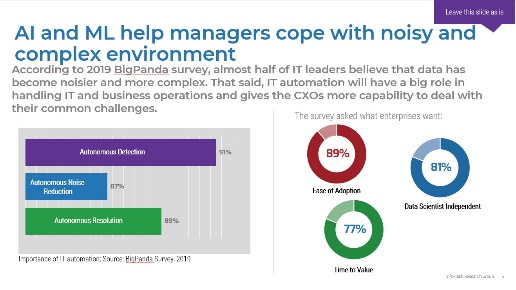 Leave this slide as is
AI and ML help managers cope with noisy and
complex environment
According to 2019 BigPanda survey, almost half of IT leaders believe that data has
become noisier and more complex. That said, IT automation will have a big role in
handling IT and business operations and gives the CXOs more capability to deal with
their common challenges.
Autonomous Detection
91%
Autonomous Noise
Reduction
87%
Autonomous Resolution
89%
Importance of IT automation; Source: BigPanda Survey, 2019
The survey asked what enterprises want:
89%
Ease of Adoption
81%
Data Scientist Independent
77%
Time to Value
Info-Tech Research Group